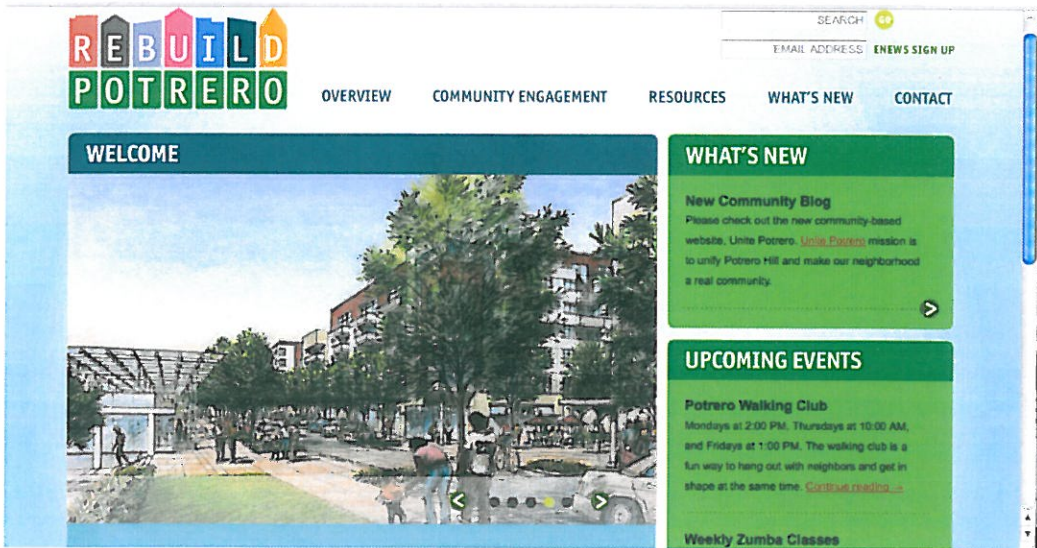 REBUILD
POTRERO
SEARCH GO
EMAIL ADDRESS ENEWS SIGN UP
OVERVIEW COMMUNITY ENGAGEMENT RESOURCES WHAT'S NEW CONTACT
WELCOME
WHAT'S NEW
New Community Blog
Please check out the new community-based
website, Unite Potrero. Unite Potrero mission is
to unify Potrero Hill and make our neighborhood
a real community.
UPCOMING EVENTS
Potrero Walking Club
Mondays at 2:00 PM, Thursdays at 10:00 AM,
and Fridays at 1:00 PM. The walking club is a
fun way to hang out with neighbors and get in
shape at the same time. Continue reading →
Weekly Zumba Classes